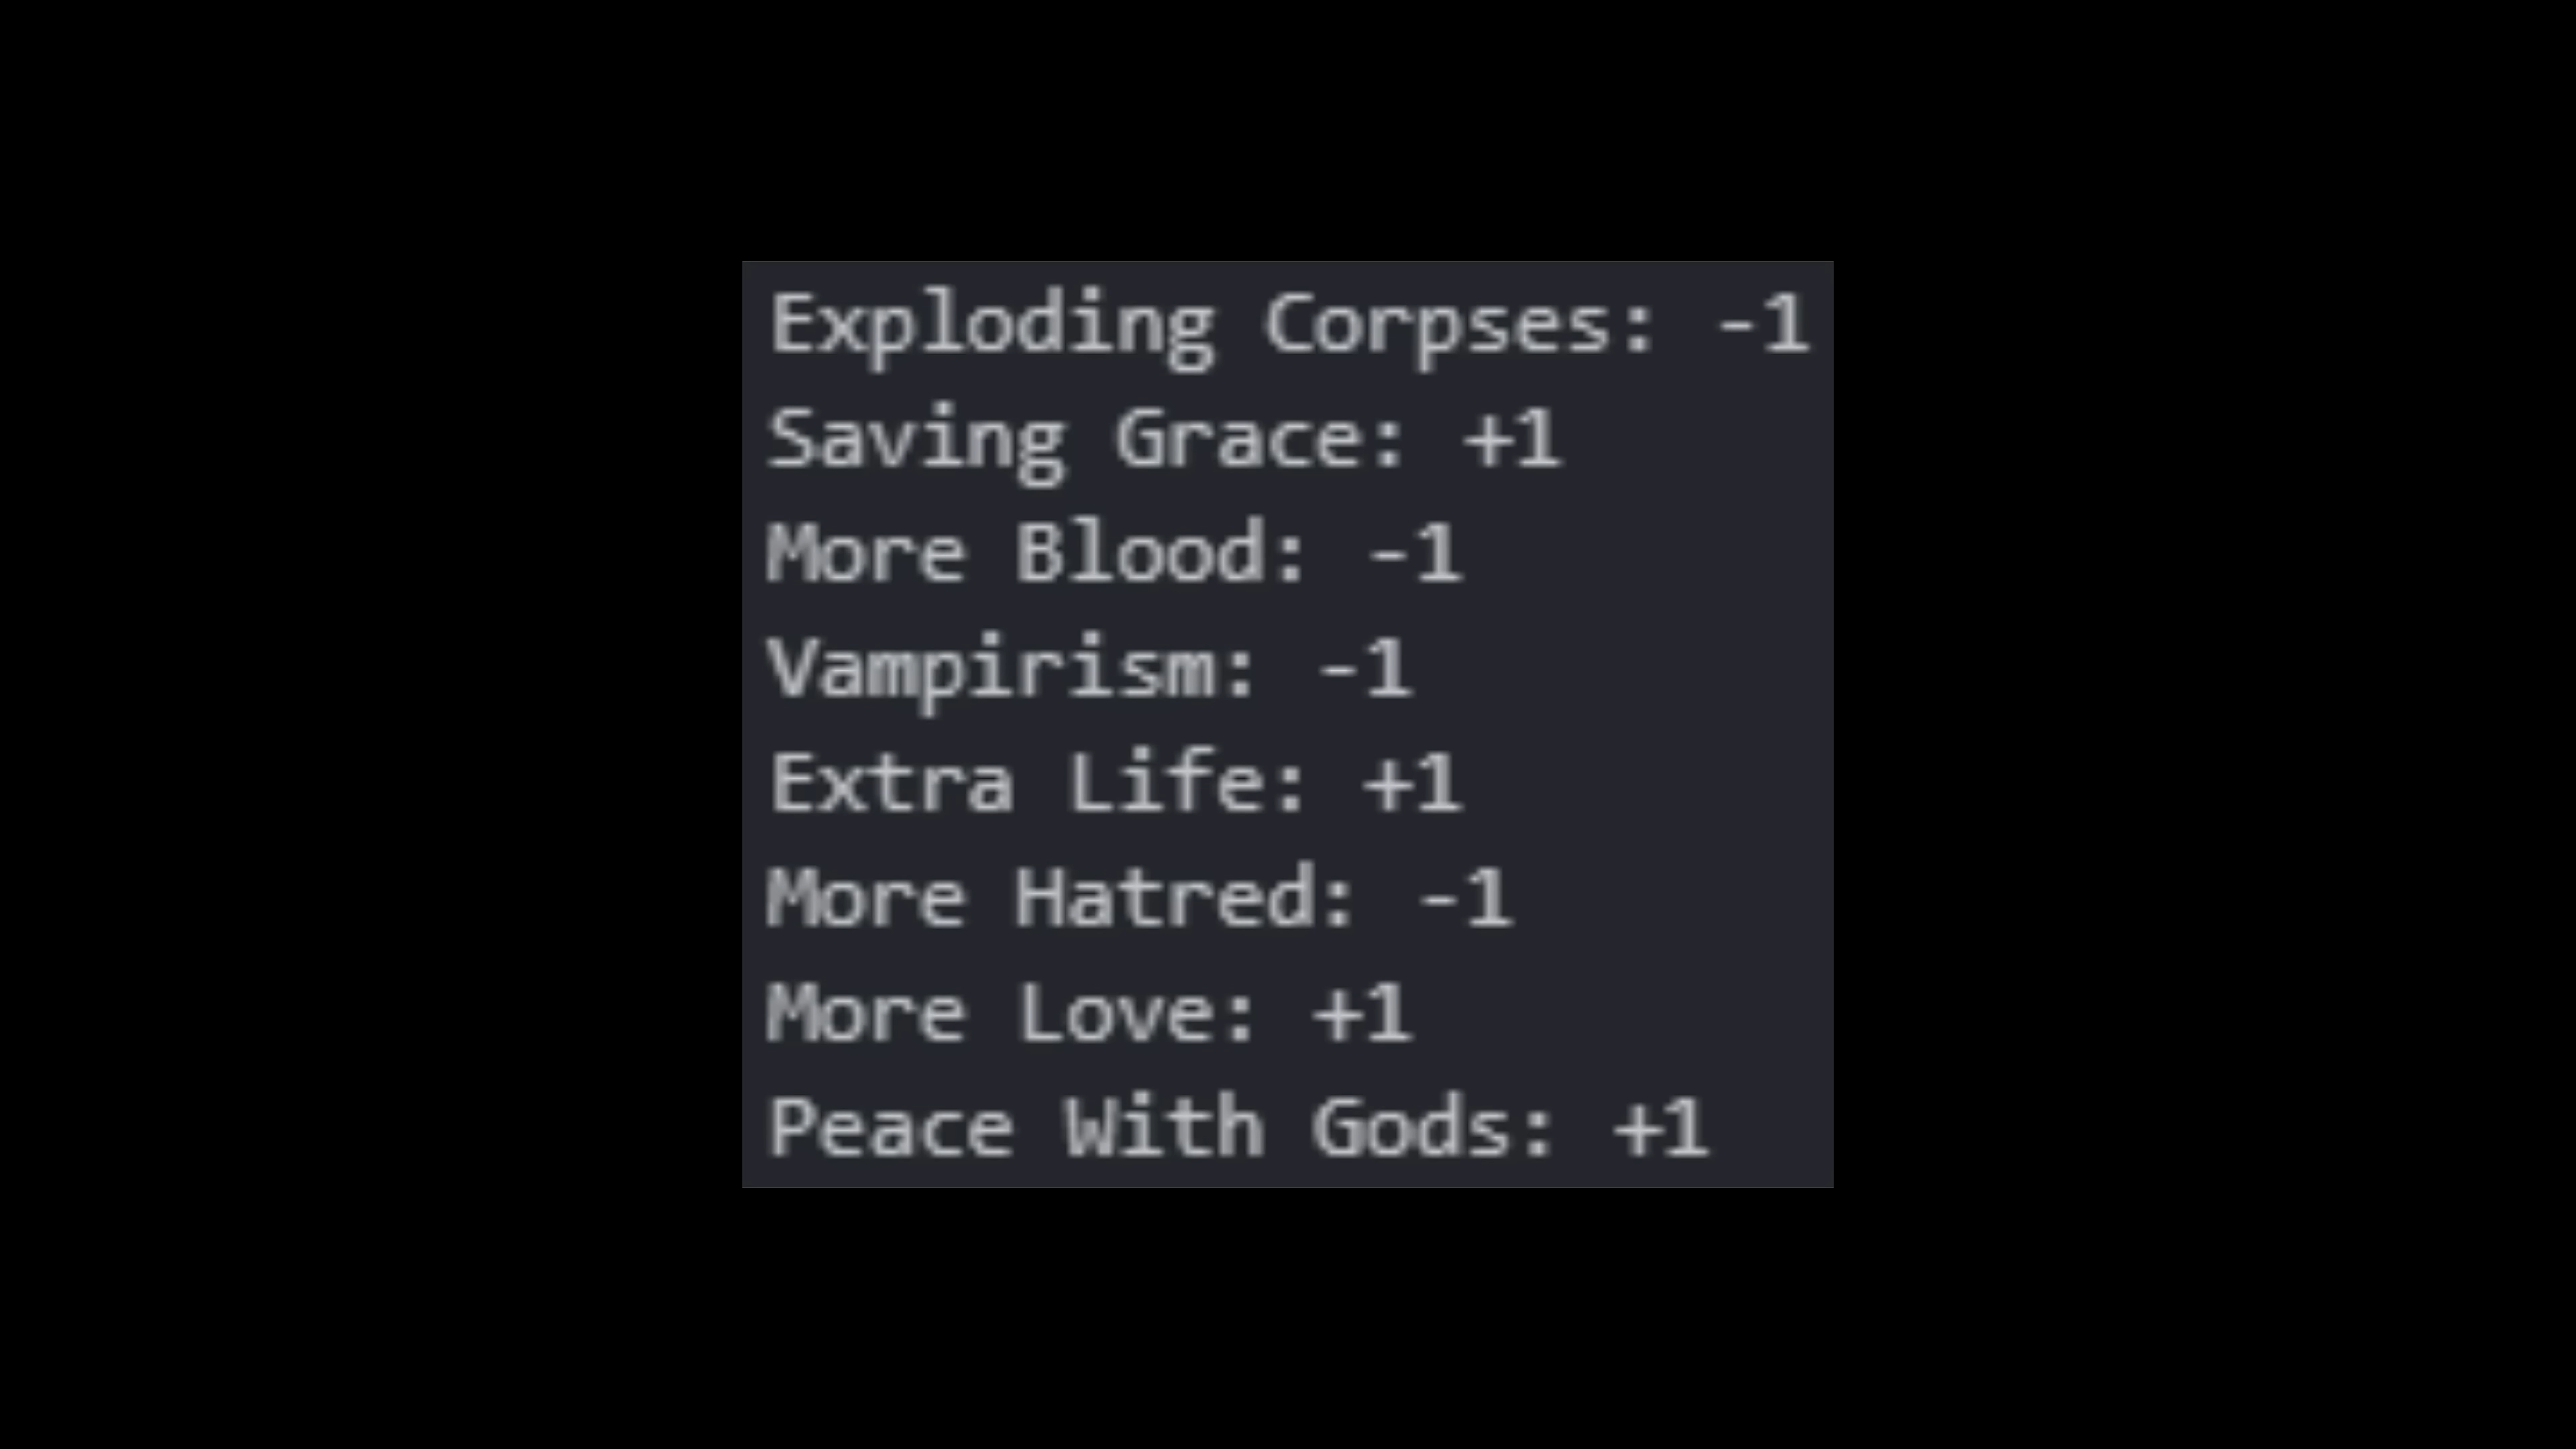 Exploding Corpses: -1
Saving Grace: +1
More Blood: -1
Vampirism: -1
Extra Life: +1
More Hatred: -1
More Love: +1
Peace With Gods: +1